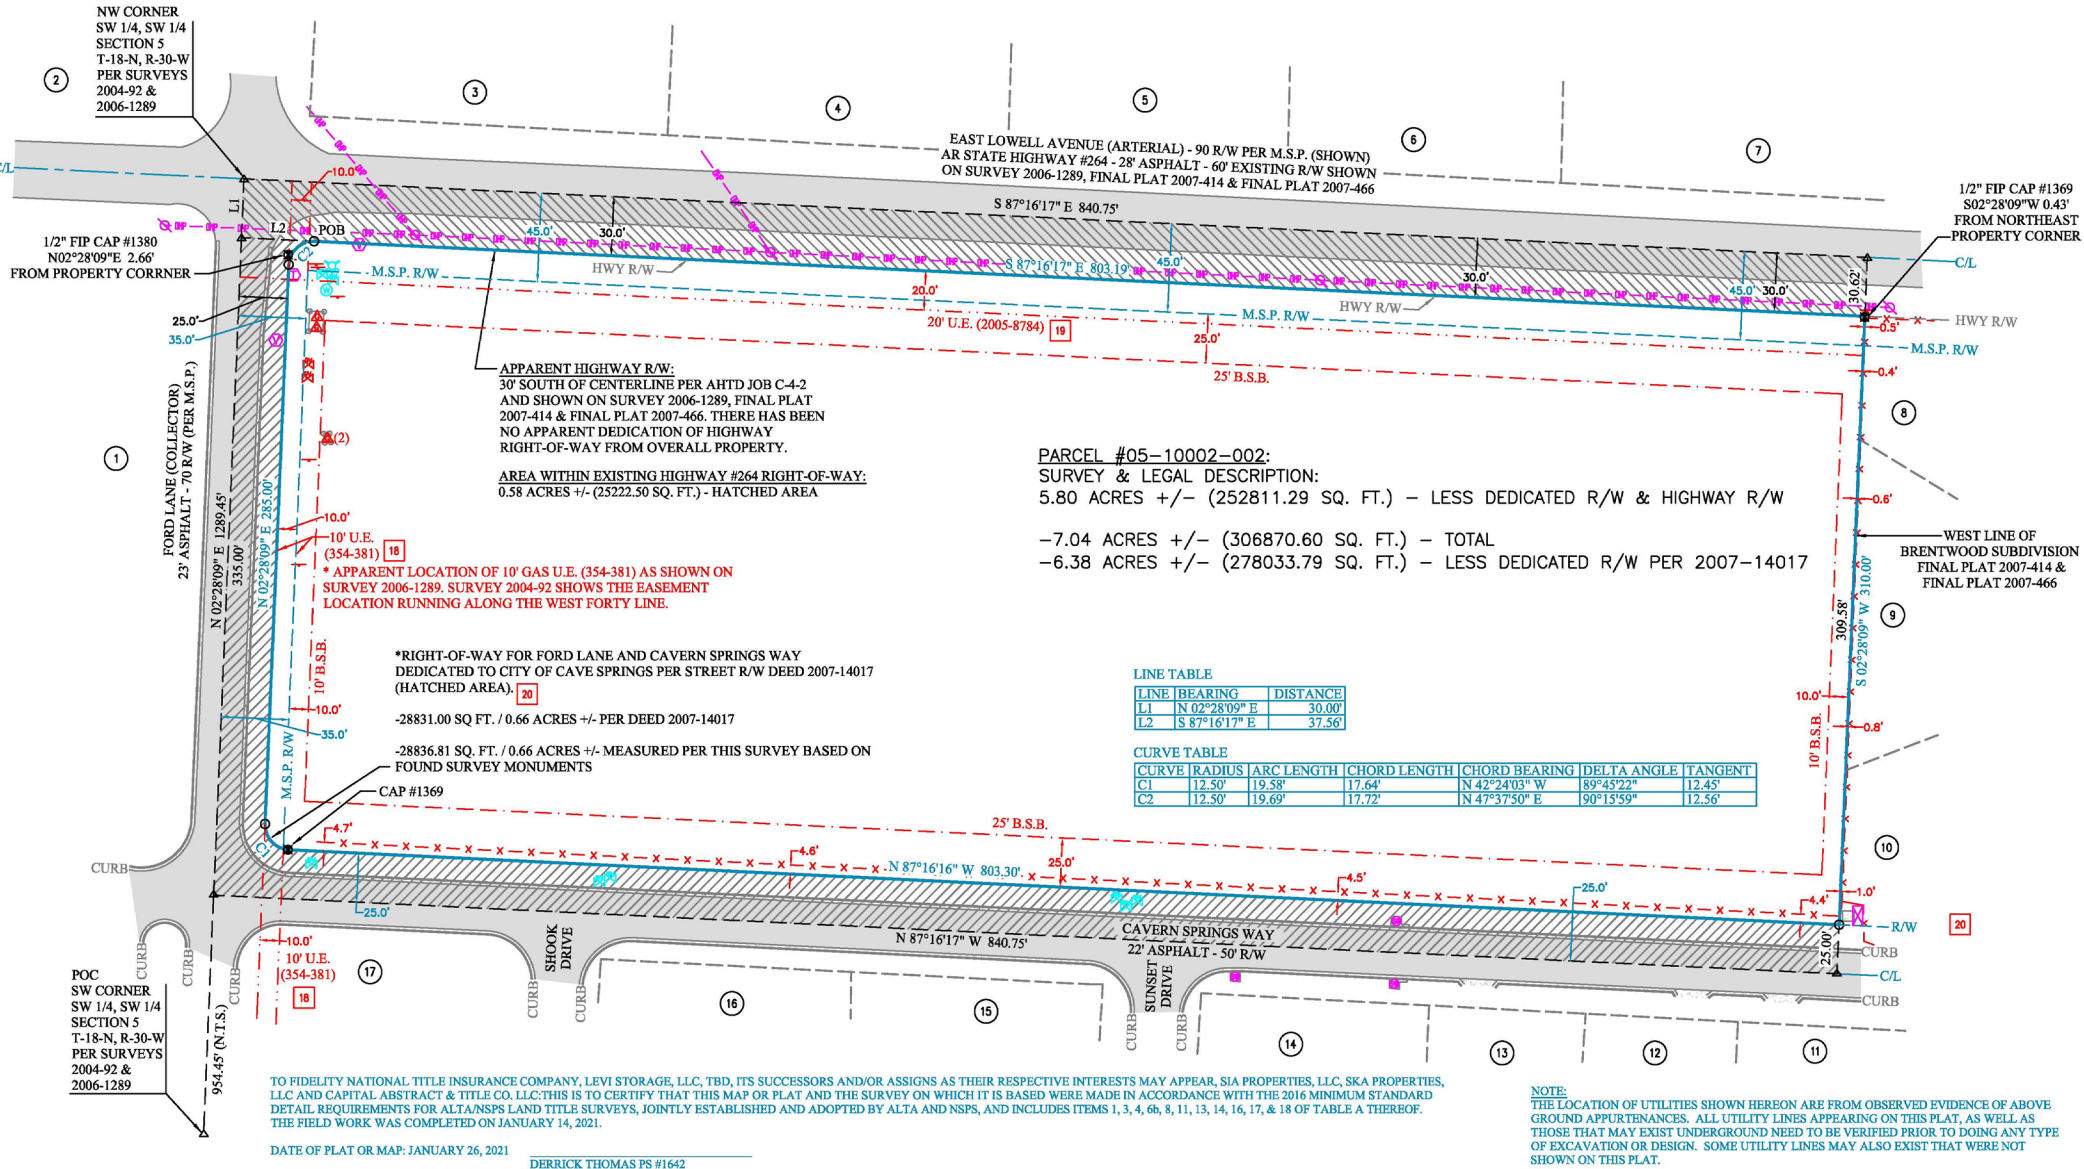 NW CORNER
SW 1/4, SW 1/4
SECTION 5
T-18-N, R-30-W
PER SURVEYS
2004-92 &
2006-1289
2
3
4
5
6
7
EAST LOWELL AVENUE (ARTERIAL) - 90 R/W PER M.S.P. (SHOWN)
AR STATE HIGHWAY #264 - 28' ASPHALT - 60' EXISTING R/W SHOWN
ON SURVEY 2006-1289, FINAL PLAT 2007-414 & FINAL PLAT 2007-466
1/2" FIP CAP #1369
S02°28'09"W 0.43'
FROM NORTHEAST
PROPERTY CORNER
C/L
10.0'
L1
L2
POB
C2
S 87°16'17" E 840.75'
45.0'
30.0'
HWY R/W
S 87°16'17" E 803.19'
45.0'
30.0'
HWY R/W
45.0'
30.0'
30.62'
C/L
HWY R/W
0.5'
M.S.P. R/W
0.4'
1/2" FIP CAP #1380
N02°28'09"E 2.66'
FROM PROPERTY CORRNER
25.0'
35.0'
M.S.P. R/W
20.0'
20' U.E. (2005-8784)
19
M.S.P. R/W
25.0'
25' B.S.B.
(2)
APPARENT HIGHWAY R/W:
30' SOUTH OF CENTERLINE PER AHTD JOB C-4-2
AND SHOWN ON SURVEY 2006-1289, FINAL PLAT
2007-414 & FINAL PLAT 2007-466. THERE HAS BEEN
NO APPARENT DEDICATION OF HIGHWAY
RIGHT-OF-WAY FROM OVERALL PROPERTY.
AREA WITHIN EXISTING HIGHWAY #264 RIGHT-OF-WAY:
0.58 ACRES +/- (25222.50 SQ. FT.) - HATCHED AREA
PARCEL #05-10002-002:
SURVEY & LEGAL DESCRIPTION:
5.80 ACRES +/- (252811.29 SQ. FT.) - LESS DEDICATED R/W & HIGHWAY R/W
-7.04 ACRES +/- (306870.60 SQ. FT.) - TOTAL
-6.38 ACRES +/- (278033.79 SQ. FT.) - LESS DEDICATED R/W PER 2007-14017
8
0.6'
WEST LINE OF
BRENTWOOD SUBDIVISION
FINAL PLAT 2007-414 &
FINAL PLAT 2007-466
309.58'
S 02°28'09" W 310.00'
9
1
FORD LANE (COLLECTOR)
23' ASPHALT - 70 R/W (PER M.S.P.)
N 02°28'09" E 1289.45'
335.00'
N 02°28'09" E 285.00'
10.0'
10' U.E.
(354-381)
18
* APPARENT LOCATION OF 10' GAS U.E. (354-381) AS SHOWN ON
SURVEY 2006-1289. SURVEY 2004-92 SHOWS THE EASEMENT
LOCATION RUNNING ALONG THE WEST FORTY LINE.
10' B.S.B.
10.0'
35.0'
M.S.P. R/W
*RIGHT-OF-WAY FOR FORD LANE AND CAVERN SPRINGS WAY
DEDICATED TO CITY OF CAVE SPRINGS PER STREET R/W DEED 2007-14017
(HATCHED AREA).
20
-28831.00 SQ FT. / 0.66 ACRES +/- PER DEED 2007-14017
-28836.81 SQ. FT. / 0.66 ACRES +/- MEASURED PER THIS SURVEY BASED ON
FOUND SURVEY MONUMENTS
CAP #1369
LINE TABLE
LINE BEARING DISTANCE
L1 N 02°28'09" E 30.00'
L2 S 87°16'17" E 37.56'
CURVE TABLE
CURVE RADIUS ARC LENGTH CHORD LENGTH CHORD BEARING DELTA ANGLE TANGENT
C1 12.50' 19.58' 17.64' N 42°24'03" W 89°45'22" 12.45'
C2 12.50' 19.69' 17.72' N 47°37'50" E 90°15'59" 12.56'
10.0'
0.8'
10' B.S.B.
10
C1
4.7'
4.6'
25' B.S.B.
25.0'
N 87°16'16" W 803.30'
4.5'
25.0'
4.4'
1.0'
R/W
20
CURB
25.0'
CURB
CURB
CURB
10.0'
10' U.E.
(354-381)
18
17
SHOOK
DRIVE
CURB
CURB
N 87°16'17" W 840.75'
CAVERN SPRINGS WAY
22' ASPHALT - 50' R/W
SUNSET
DRIVE
CURB
CURB
25.00'
CURB
C/L
CURB
16
15
14
13
12
11
POC
SW CORNER
SW 1/4, SW 1/4
SECTION 5
T-18-N, R-30-W
PER SURVEYS
2004-92 &
2006-1289
954.45' (N.T.S.)
TO FIDELITY NATIONAL TITLE INSURANCE COMPANY, LEVI STORAGE, LLC, TBD, ITS SUCCESSORS AND/OR ASSIGNS AS THEIR RESPECTIVE INTERESTS MAY APPEAR, SIA PROPERTIES, LLC, SKA PROPERTIES,
LLC AND CAPITAL ABSTRACT & TITLE CO. LLC:THIS IS TO CERTIFY THAT THIS MAP OR PLAT AND THE SURVEY ON WHICH IT IS BASED WERE MADE IN ACCORDANCE WITH THE 2016 MINIMUM STANDARD
DETAIL REQUIREMENTS FOR ALTA/NSPS LAND TITLE SURVEYS, JOINTLY ESTABLISHED AND ADOPTED BY ALTA AND NSPS, AND INCLUDES ITEMS 1, 3, 4, 6b, 8, 11, 13, 14, 16, 17, & 18 OF TABLE A THEREOF.
THE FIELD WORK WAS COMPLETED ON JANUARY 14, 2021.
DATE OF PLAT OR MAP: JANUARY 26, 2021
DERRICK THOMAS PS #1642
NOTE:
THE LOCATION OF UTILITIES SHOWN HEREON ARE FROM OBSERVED EVIDENCE OF ABOVE
GROUND APPURTENANCES. ALL UTILITY LINES APPEARING ON THIS PLAT, AS WELL AS
THOSE THAT MAY EXIST UNDERGROUND NEED TO BE VERIFIED PRIOR TO DOING ANY TYPE
OF EXCAVATION OR DESIGN. SOME UTILITY LINES MAY ALSO EXIST THAT WERE NOT
SHOWN ON THIS PLAT.